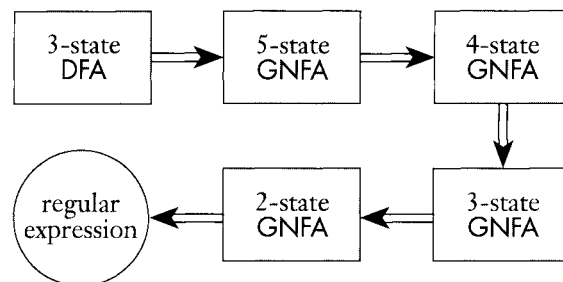 3-state
DFA
5-state
GNFA
4-state
GNFA
3-state
GNFA
2-state
GNFA
regular
expression